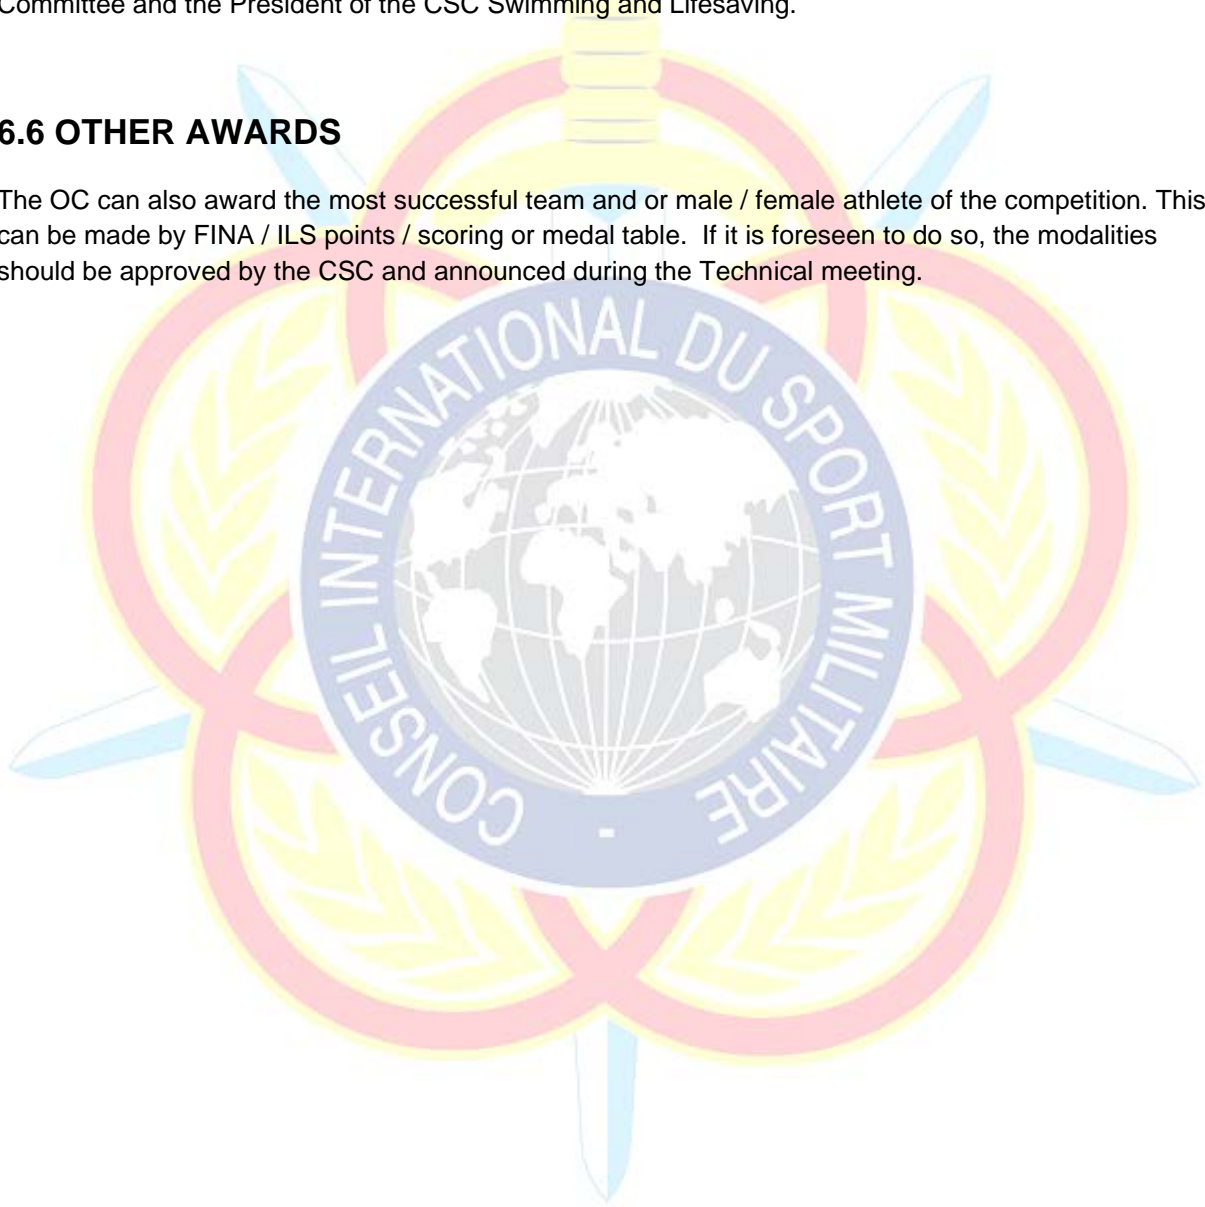 Committee and the President of the CSC Swimming and Lifesaving.
6.6 OTHER AWARDS
The OC can also award the most successful team and or male / female athlete of the competition. This
can be made by FINA / ILS points / scoring or medal table.  If it is foreseen to do so, the modalities
should be approved by the CSC and announced during the Technical meeting.
CONSEIL INTERNATIONAL DU SPORT MILITAIRE -